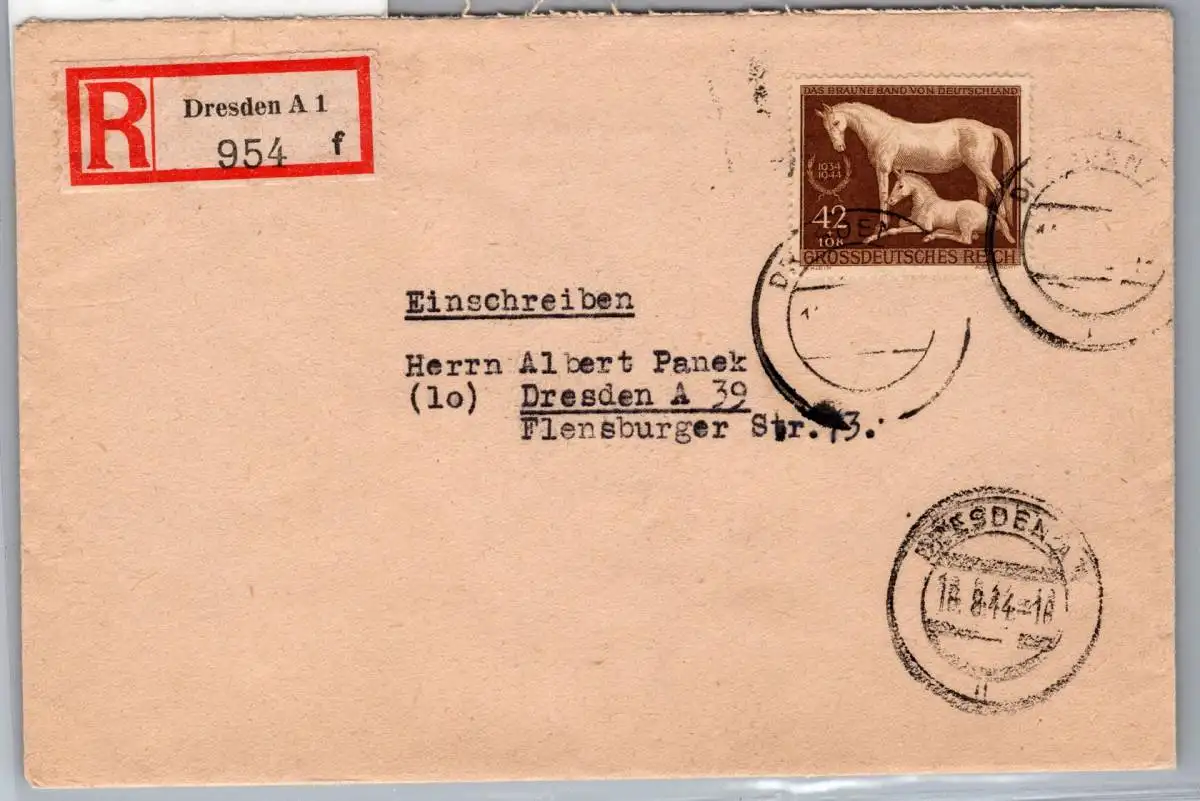 R
Dresden A 1
954 f
DAS BRAUNE BAND VON DEUTSCHLAND
1934
1944
42
+
108
GROSSDEUTSCHES REICH
Einschreiben
Herrn Albert Panek
(lo) Dresden A 39
Flensburger Str.
DRESDEN-A
18. 8.44-18